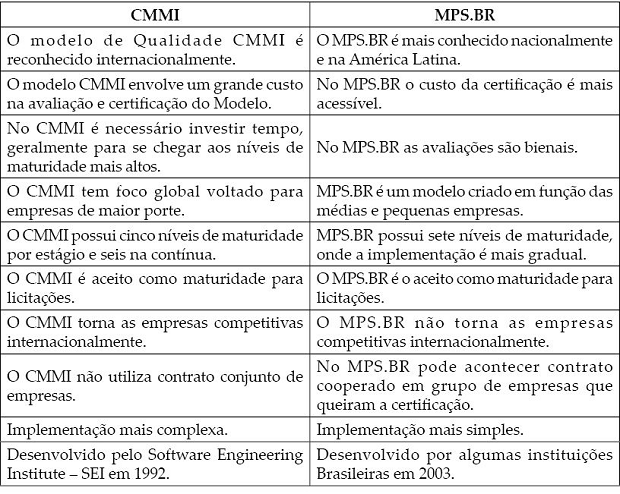 CMMI
MPS.BR
O modelo de Qualidade CMMI é
reconhecido internacionalmente.
O MPS.BR é mais conhecido nacionalmente
e na América Latina.
O modelo CMMI envolve um grande custo
na avaliação e certificação do Modelo.
No MPS.BR o custo da certificação é mais
acessível.
No CMMI é necessário investir tempo,
geralmente para se chegar aos níveis de
maturidade mais altos.
No MPS.BR as avaliações são bienais.
O CMMI tem foco global voltado para
empresas de maior porte.
MPS.BR é um modelo criado em função das
médias e pequenas empresas.
O CMMI possui cinco níveis de maturidade
por estágio e seis na contínua.
MPS.BR possui sete níveis de maturidade,
onde a implementação é mais gradual.
O CMMI é aceito como maturidade para
licitações.
O MPS.BR é o aceito como maturidade para
licitações.
O CMMI torna as empresas competitivas
internacionalmente.
O MPS.BR não torna as empresas
competitivas internacionalmente.
O CMMI não utiliza contrato conjunto de
empresas.
No MPS.BR pode acontecer contrato
cooperado em grupo de empresas que
queiram a certificação.
Implementação mais complexa.
Implementação mais simples.
Desenvolvido pelo Software Engineering
Institute – SEI em 1992.
Desenvolvido por algumas instituições
Brasileiras em 2003.